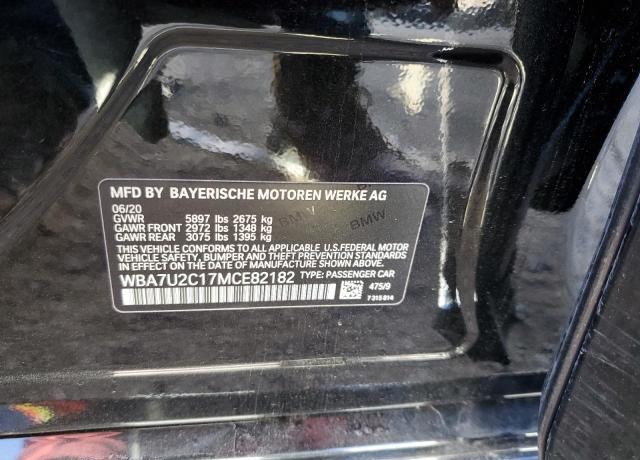 MFD BY BAYERISCHE MOTOREN WERKE AG
06/20
GVWR 5897 lbs 2675 kg
GAWR FRONT 2972 lbs 1348 kg
GAWR REAR 3075 lbs 1395 kg
BMW
BMW
THIS VEHICLE CONFORMS TO ALL APPLICABLE U.S.FEDERAL MOTOR
VEHICLE SAFETY, BUMPER AND THEFT PREVENTION STANDARDS
IN EFFECT ON THE DATE OF MANUFACTURE SHOWN ABOVE.
WBA7U2C17MCE82182 TYPE: PASSENGER CAR
475/9
7315814